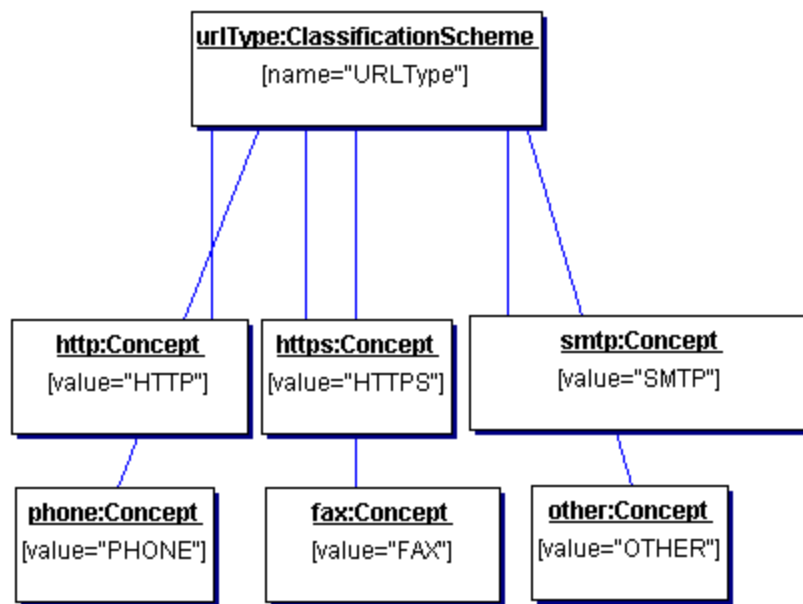 urlType:ClassificationScheme
[name="URLType"]
http:Concept
[value="HTTP"]
https:Concept
[value="HTTPS"]
smtp:Concept
[value="SMTP"]
phone:Concept
[value="PHONE"]
fax:Concept
[value="FAX"]
other:Concept
[value="OTHER"]